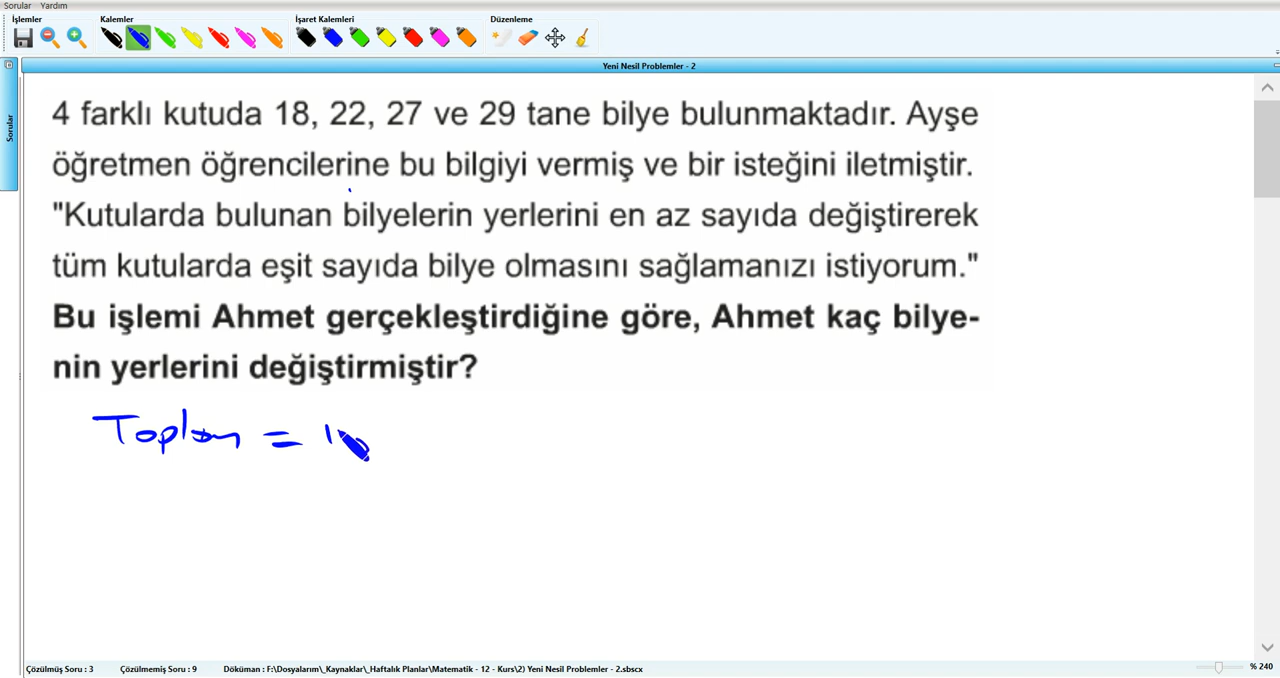 Sorular Yardım
İşlemler Kalemler İşaret Kalemleri Düzenleme
Yeni Nesil Problemler - 2
Sorular
4 farklı kutuda 18, 22, 27 ve 29 tane bilye bulunmaktadır. Ayşe
öğretmen öğrencilerine bu bilgiyi vermiş ve bir isteğini iletmiştir.
"Kutularda bulunan bilyelerin yerlerini en az sayıda değiştirerek
tüm kutularda eşit sayıda bilye olmasını sağlamanızı istiyorum."
Bu işlemi Ahmet gerçekleştirdiğine göre, Ahmet kaç bilye-
nin yerlerini değiştirmiştir?
Toplam = 1
Çözülmüş Soru : 3 Çözülmemiş Soru : 9 Döküman : F:\Dosyalarım\_Kaynaklar\_Haftalık Planlar\Matematik - 12 - Kurs\2) Yeni Nesil Problemler - 2.sbscx % 240